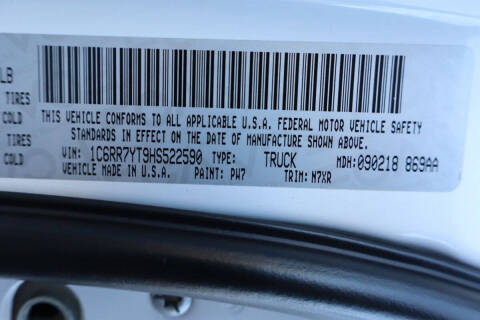 LB
TIRES
COLD
TIRES
COLD
THIS VEHICLE CONFORMS TO ALL APPLICABLE U.S.A. FEDERAL MOTOR VEHICLE SAFETY
STANDARDS IN EFFECT ON THE DATE OF MANUFACTURE SHOWN ABOVE.
VIN: 1C6RR7YT9HS522590 TYPE: TRUCK MDH:090218 869AA
VEHICLE MADE IN U.S.A. PAINT: PW7 TRIM: N7XR